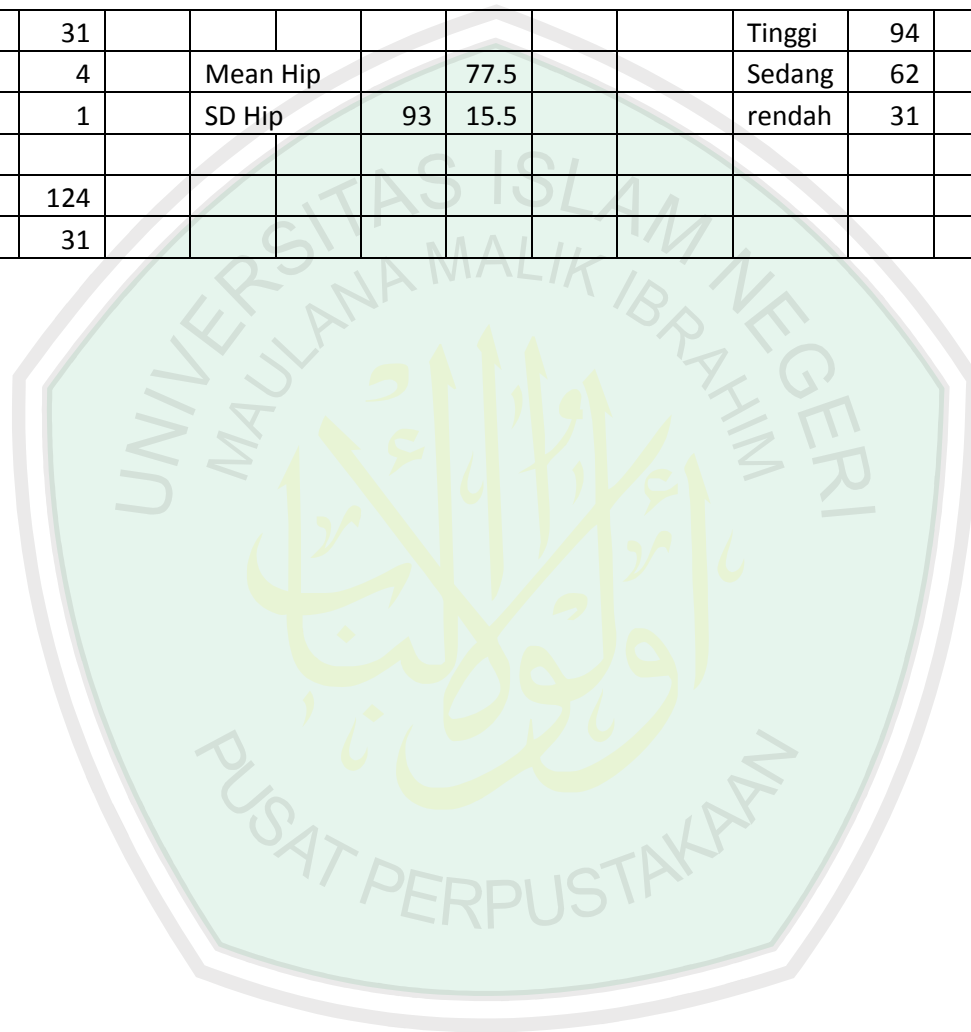 31 Tinggi 94
4 Mean Hip 77.5 Sedang 62
1 SD Hip 93 15.5 rendah 31
124
31
UNIVERSITAS ISLAM NEGERI
MAULANA MALIK IBRAHIM
PUSAT PERPUSTAKAAN